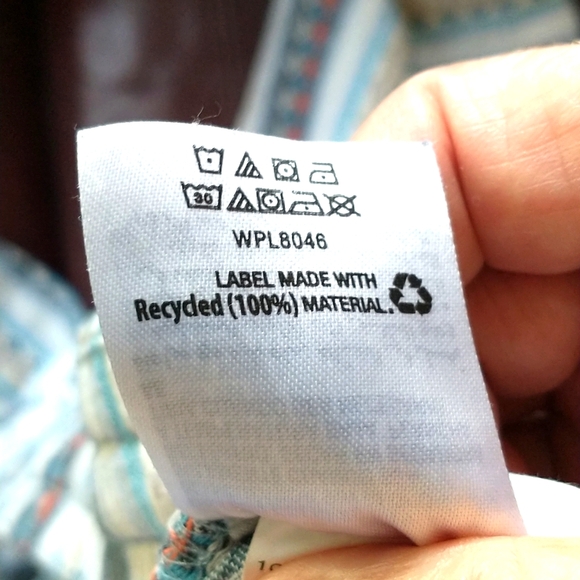 30
WPL8046
LABEL MADE WITH
Recycled (100%) MATERIAL.